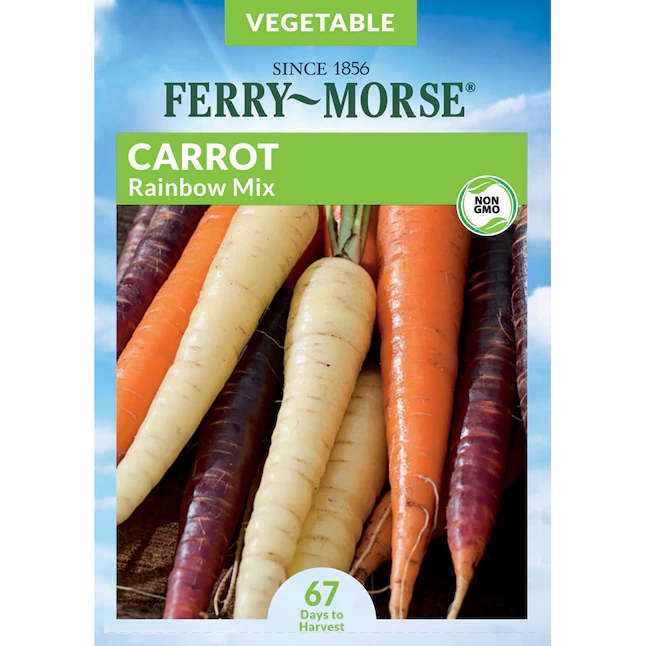 VEGETABLE
SINCE 1856
FERRY~MORSE®
CARROT
Rainbow Mix
NON
GMO
67
Days to
Harvest